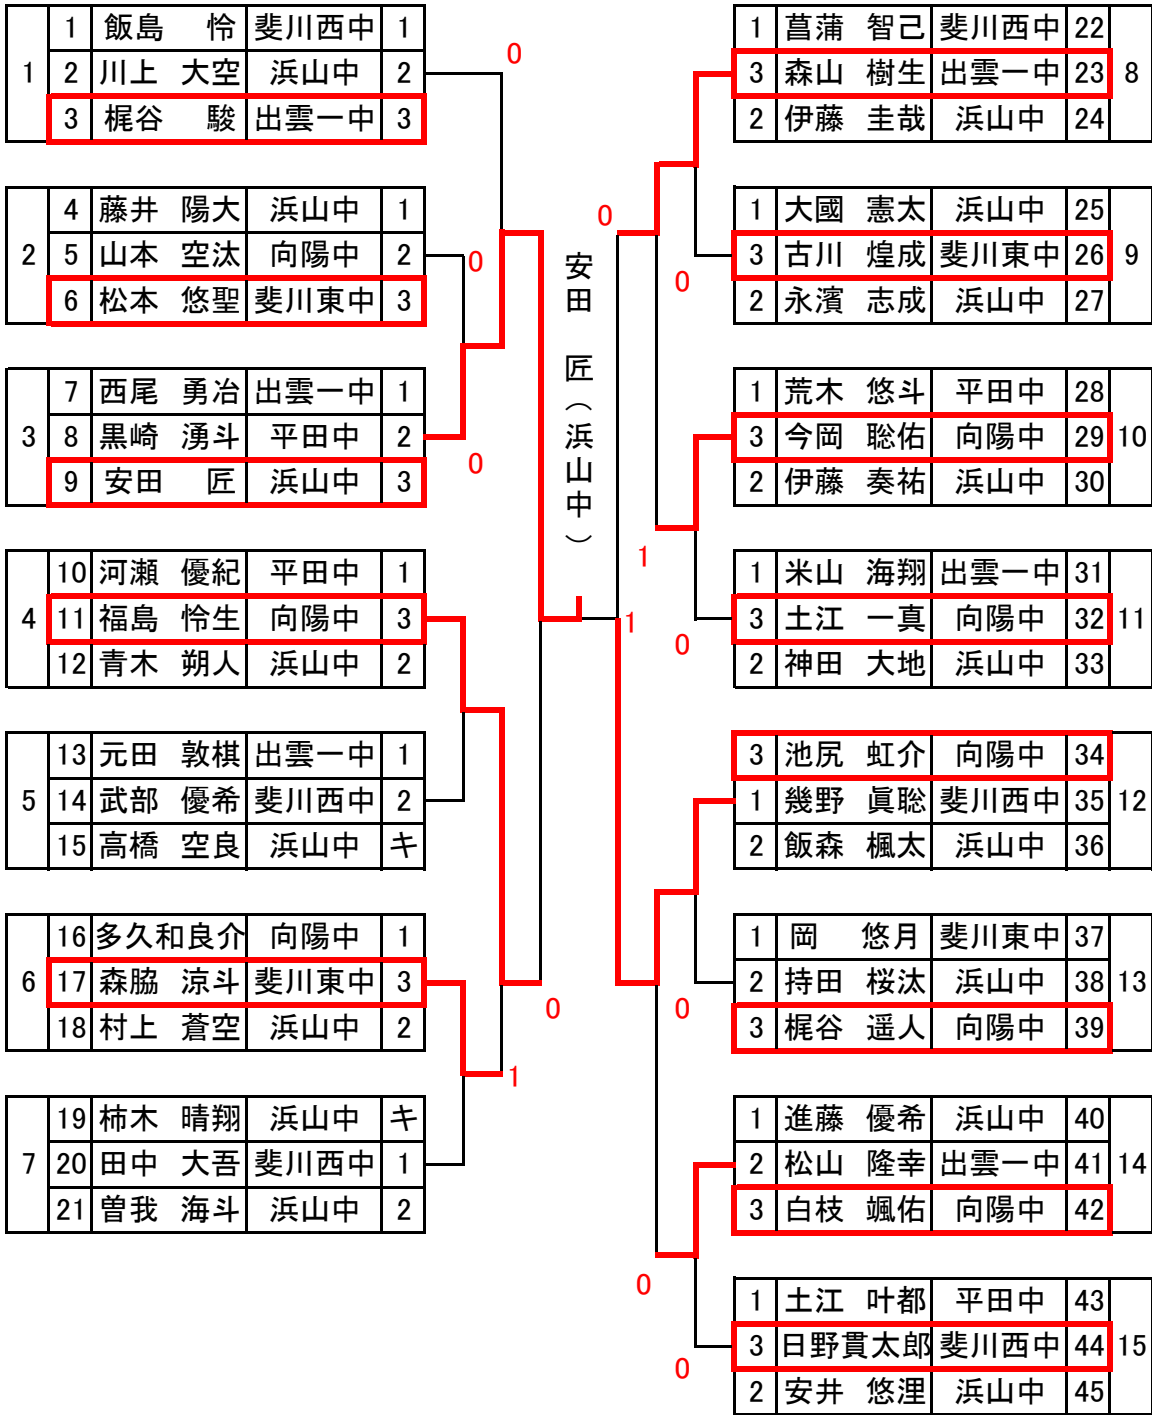 1 飯島 怜 斐川西中 1
1 2 川上 大空 浜山中 2
3 梶谷 駿 出雲一中 3
4 藤井 陽大 浜山中 1
2 5 山本 空汰 向陽中 2
6 松本 悠聖 斐川東中 3
7 西尾 勇冶 出雲一中 1
3 8 黒崎 湧斗 平田中 2
9 安田 匠 浜山中 3
10 河瀬 優紀 平田中 1
4 11 福島 怜生 向陽中 3
12 青木 朔人 浜山中 2
13 元田 敦棋 出雲一中 1
5 14 武部 優希 斐川西中 2
15 高橋 空良 浜山中 キ
16 多久和良介 向陽中 1
6 17 森脇 涼斗 斐川東中 3
18 村上 蒼空 浜山中 2
19 柿木 晴翔 浜山中 キ
7 20 田中 大吾 斐川西中 1
21 曽我 海斗 浜山中 2
0
0
0
0
1
安田 匠(浜山中)
0
0
1
1
0
0
0
0
1 菖蒲 智己 斐川西中 22
3 森山 樹生 出雲一中 23 8
2 伊藤 圭哉 浜山中 24
1 大國 憲太 浜山中 25
3 古川 煌成 斐川東中 26 9
2 永濱 志成 浜山中 27
1 荒木 悠斗 平田中 28
3 今岡 聡佑 向陽中 29 10
2 伊藤 奏祐 浜山中 30
1 米山 海翔 出雲一中 31
3 土江 一真 向陽中 32 11
2 神田 大地 浜山中 33
3 池尻 虹介 向陽中 34
1 幾野 眞聡 斐川西中 35 12
2 飯森 楓太 浜山中 36
1 岡 悠月 斐川東中 37
2 持田 桜汰 浜山中 38 13
3 梶谷 遥人 向陽中 39
1 進藤 優希 浜山中 40
2 松山 隆幸 出雲一中 41 14
3 白枝 颯佑 向陽中 42
1 土江 叶都 平田中 43
3 日野貫太郎 斐川西中 44 15
2 安井 悠浬 浜山中 45